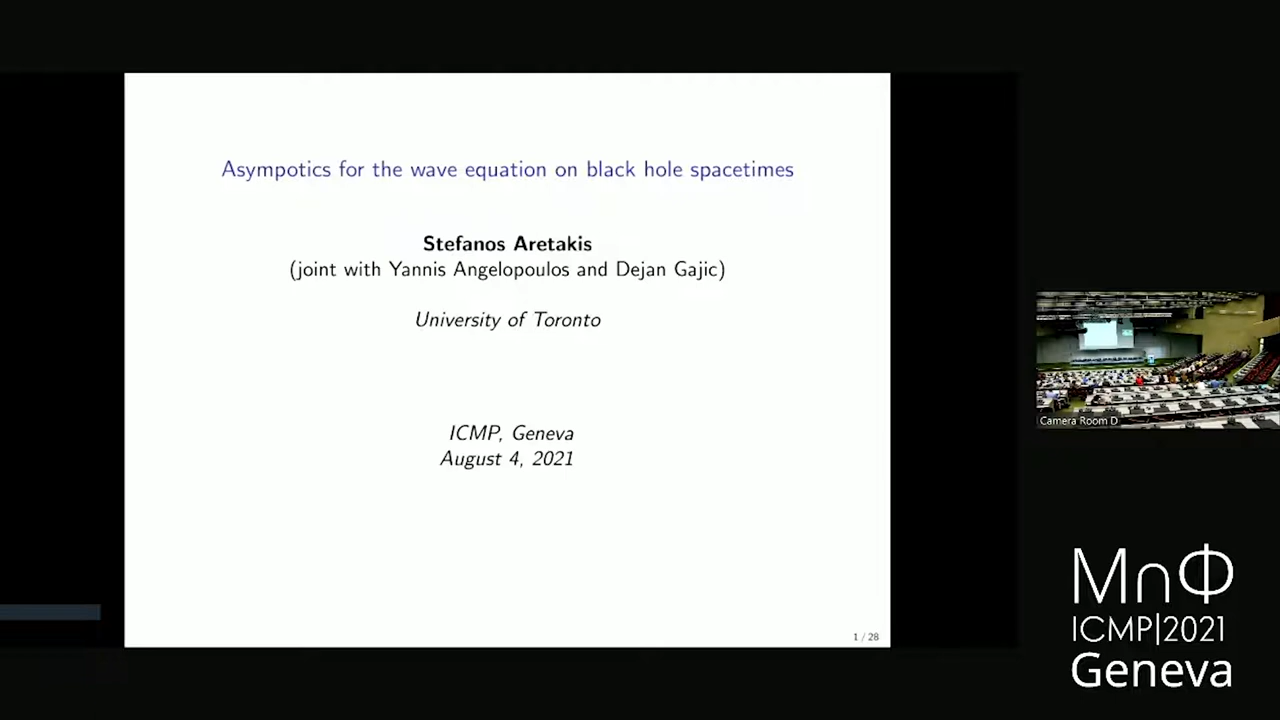 Asympotics for the wave equation on black hole spacetimes
Stefanos Aretakis
(joint with Yannis Angelopoulos and Dejan Gajic)
University of Toronto
ICMP, Geneva
August 4, 2021
1 / 28
Camera Room D
M∩Φ
ICMP|2021
Geneva